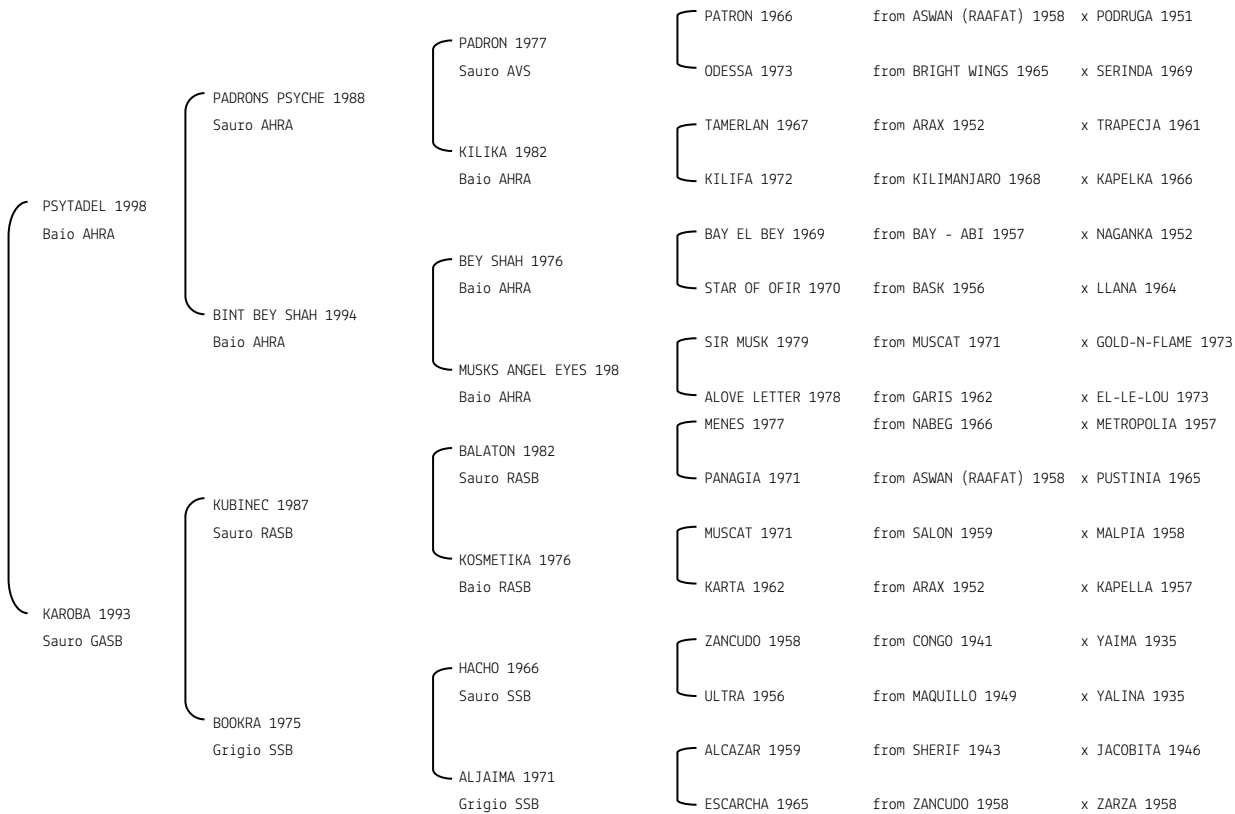 PATRON 1966 from ASWAN (RAAFAT) 1958 x PODRUGA 1951
PADRON 1977
Sauro AVS ODESSA 1973 from BRIGHT WINGS 1965 x SERINDA 1969
PADRONS PSYCHE 1988
Sauro AHRA TAMERLAN 1967 from ARAX 1952 x TRAPECJA 1961
KILIKA 1982
Baio AHRA KILIFA 1972 from KILIMANJARO 1968 x KAPELKA 1966
PSYTADEL 1998
Baio AHRA BAY EL BEY 1969 from BAY - ABI 1957 x NAGANKA 1952
BEY SHAH 1976
Baio AHRA STAR OF OFIR 1970 from BASK 1956 x LLANA 1964
BINT BEY SHAH 1994
Baio AHRA SIR MUSK 1979 from MUSCAT 1971 x GOLD-N-FLAME 1973
MUSKS ANGEL EYES 198
Baio AHRA ALOVE LETTER 1978 from GARIS 1962 x EL-LE-LOU 1973
MENES 1977 from NABEG 1966 x METROPOLIA 1957
BALATON 1982
Sauro RASB PANAGIA 1971 from ASWAN (RAAFAT) 1958 x PUSTINIA 1965
KUBINEC 1987
Sauro RASB MUSCAT 1971 from SALON 1959 x MALPIA 1958
KOSMETIKA 1976
Baio RASB KARTA 1962 from ARAX 1952 x KAPELLA 1957
KAROBA 1993
Sauro GASB ZANCUDO 1958 from CONGO 1941 x YAIMA 1935
HACHO 1966
Sauro SSB ULTRA 1956 from MAQUILLO 1949 x YALINA 1935
BOOKRA 1975
Grigio SSB ALCAZAR 1959 from SHERIF 1943 x JACOBITA 1946
ALJAIMA 1971
Grigio SSB ESCARCHA 1965 from ZANCUDO 1958 x ZARZA 1958